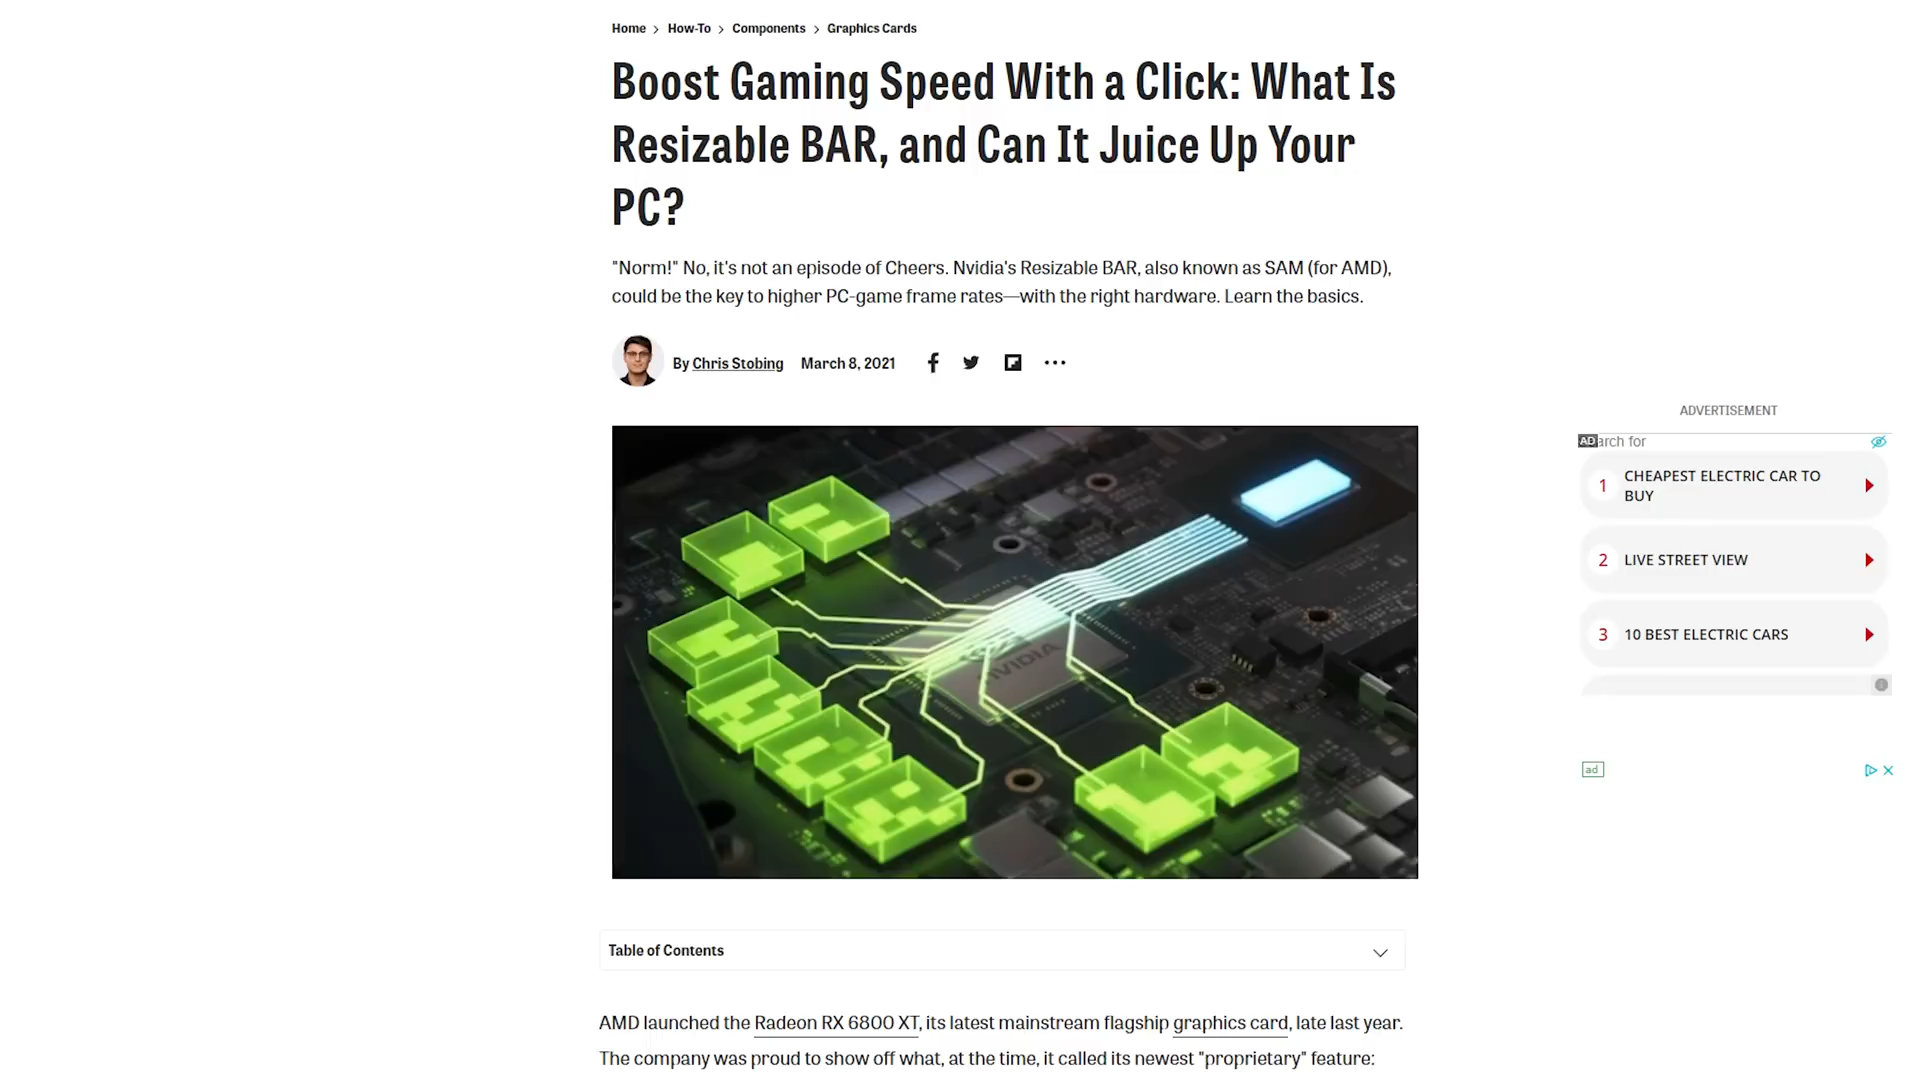 Home > How-To > Components > Graphics Cards
Boost Gaming Speed With a Click: What Is
Resizable BAR, and Can It Juice Up Your
PC?
"Norm!" No, it's not an episode of Cheers. Nvidia's Resizable BAR, also known as SAM (for AMD),
could be the key to higher PC-game frame rates—with the right hardware. Learn the basics.
By Chris Stobing March 8, 2021
NVIDIA
Table of Contents
AMD launched the Radeon RX 6800 XT, its latest mainstream flagship graphics card, late last year.
The company was proud to show off what, at the time, it called its newest "proprietary" feature:
ADVERTISEMENT
AD arch for
1 CHEAPEST ELECTRIC CAR TO
BUY
2 LIVE STREET VIEW
3 10 BEST ELECTRIC CARS
ad